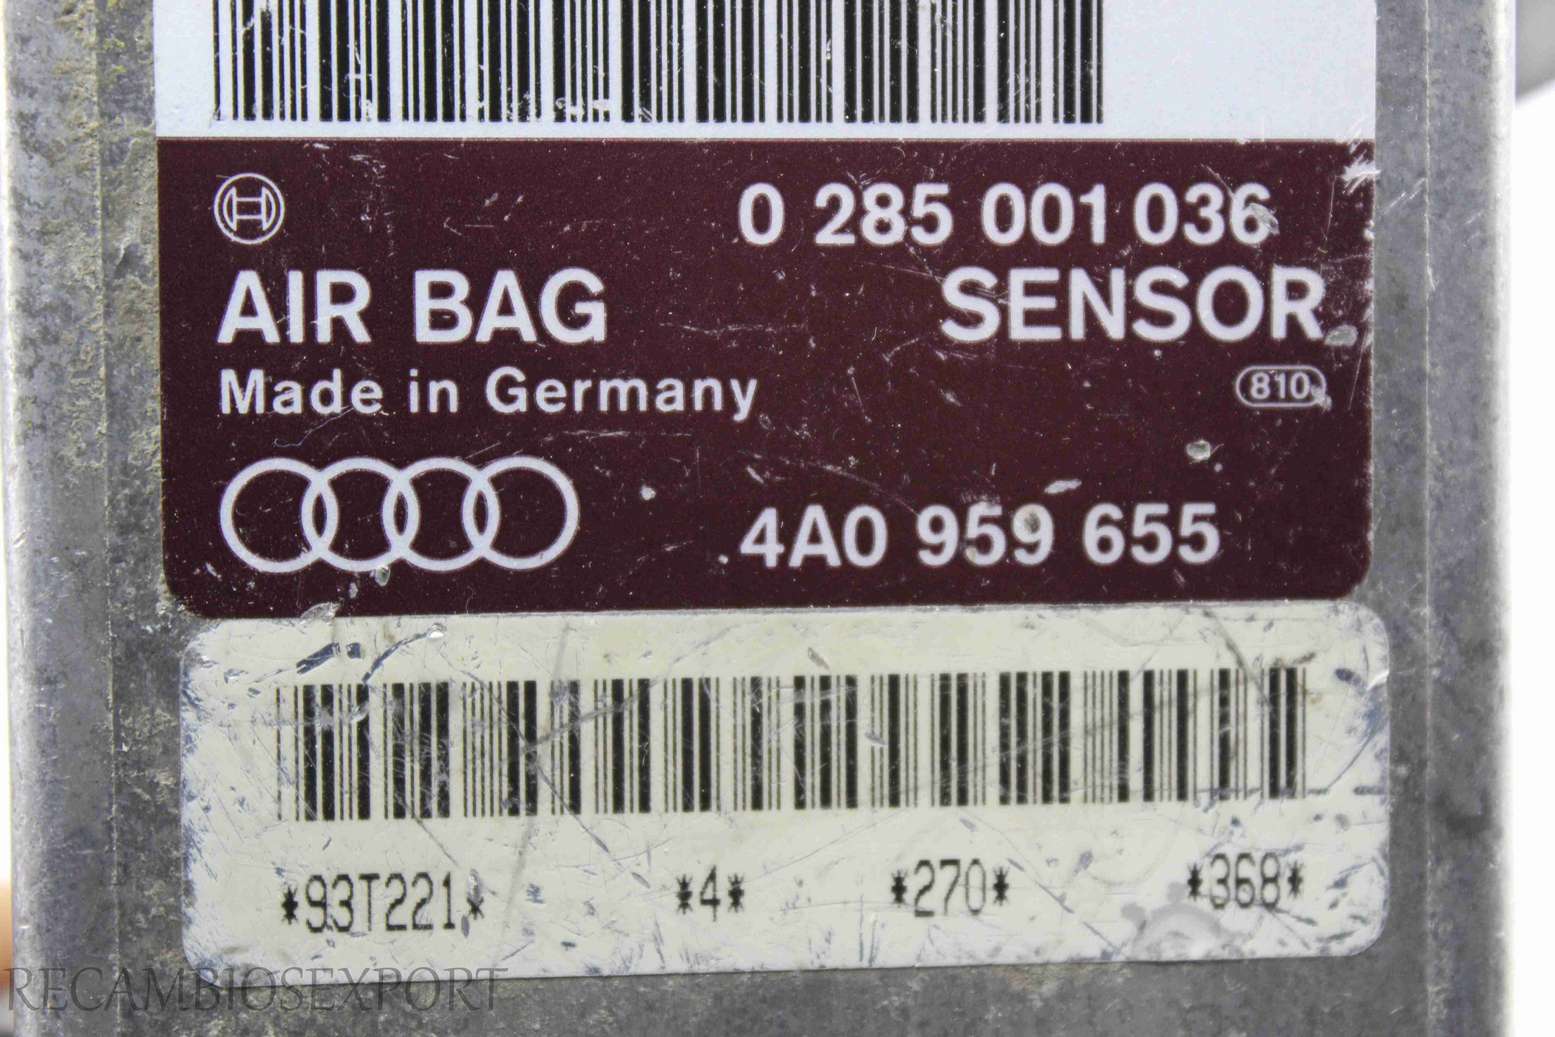 0 285 001 036
AIR BAG SENSOR
Made in Germany 810
4A0 959 655
*93T221* *4* *270* *368*
RECAMBIOSEXPORT